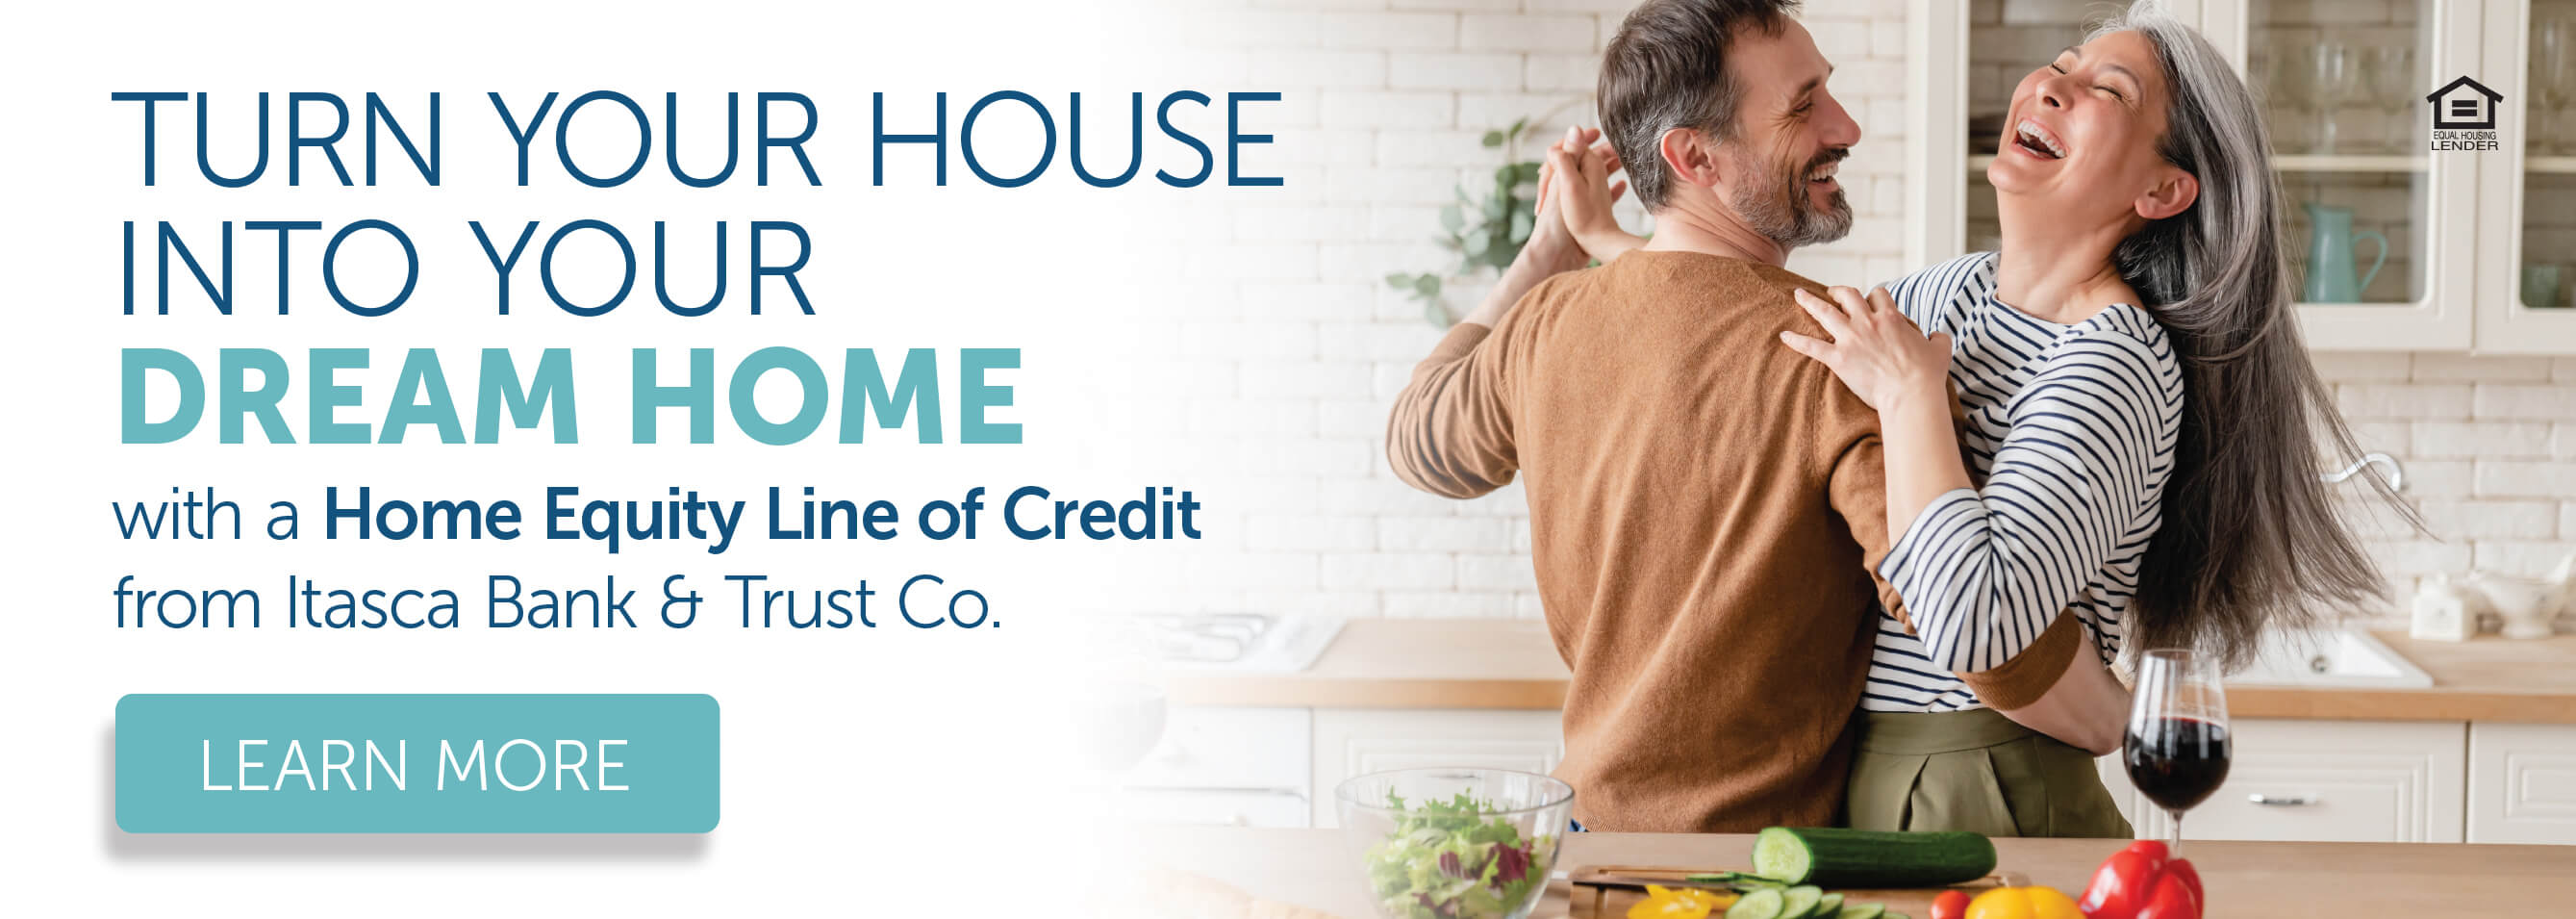 TURN YOUR HOUSE
INTO YOUR
DREAM HOME
with a Home Equity Line of Credit
from Itasca Bank & Trust Co.
LEARN MORE
EQUAL HOUSING
LENDER